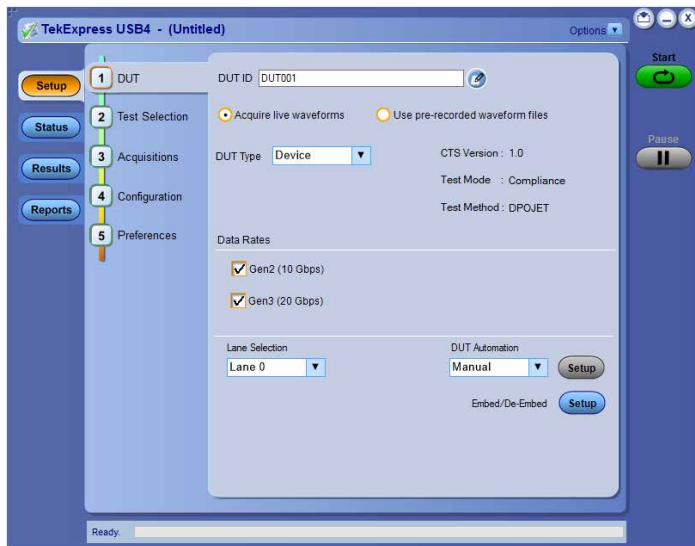 TekExpress USB4 - (Untitled)
Options
Start
Pause
Setup
Status
Results
Reports
1 DUT
2 Test Selection
3 Acquisitions
4 Configuration
5 Preferences
DUT ID DUT001
Acquire live waveforms Use pre-recorded waveform files
DUT Type Device
CTS Version : 1.0
Test Mode : Compliance
Test Method : DPOJET
Data Rates
Gen2 (10 Gbps)
Gen3 (20 Gbps)
Lane Selection DUT Automation
Lane 0 Manual Setup
Embed/De-Embed Setup
Ready.